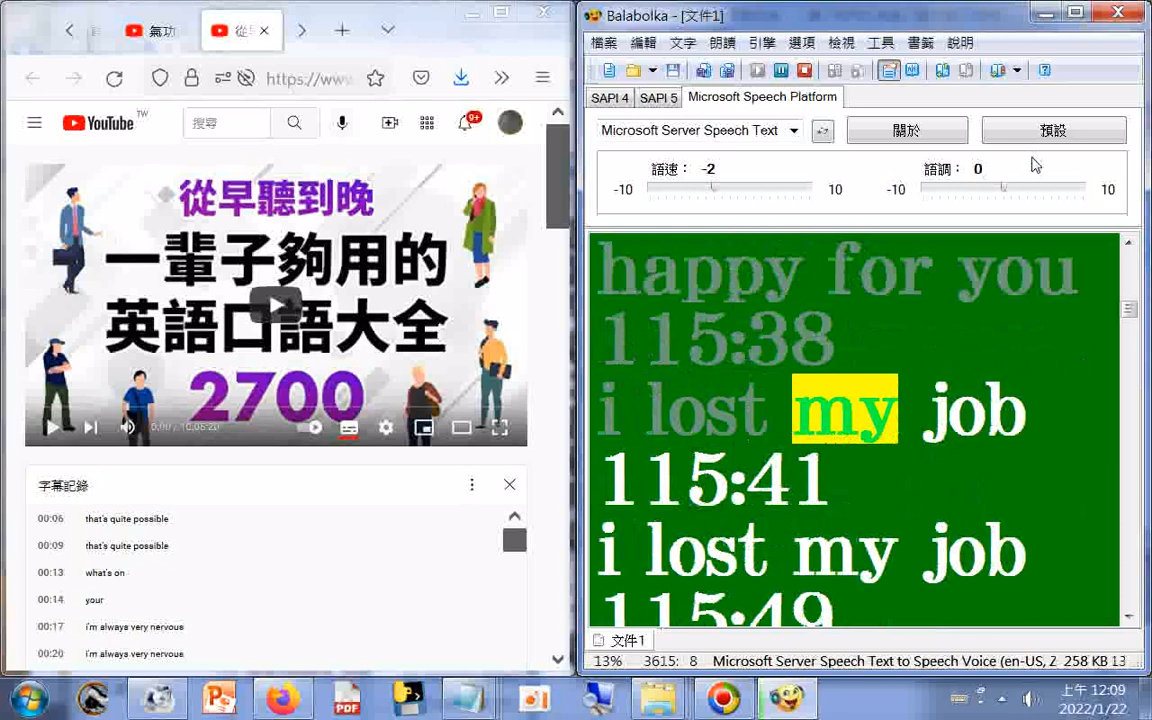 氣功
從
https://www
YouTube TW
搜尋
9+
從早聽到晚
一輩子夠用的
英語口語大全
2700
0:00 / 10:05:20
字幕記錄
00:06 that's quite possible
00:09 that's quite possible
00:13 what's on
00:14 your
00:17 i'm always very nervous
00:20 i'm always very nervous
Balabolka - [文件1]
檔案 編輯 文字 朗讀 引擎 選項 檢視 工具 書籤 說明
SAPI 4 SAPI 5 Microsoft Speech Platform
Microsoft Server Speech Text 關於 預設
語速： -2 語調： 0
-10 10 -10 10
happy for you
115:38
i lost my job
115:41
i lost my job
115:49
文件1
13% 3615: 8 Microsoft Server Speech Text to Speech Voice (en-US, Z 258 KB 13
PDF
上午 12:09
2022/1/22